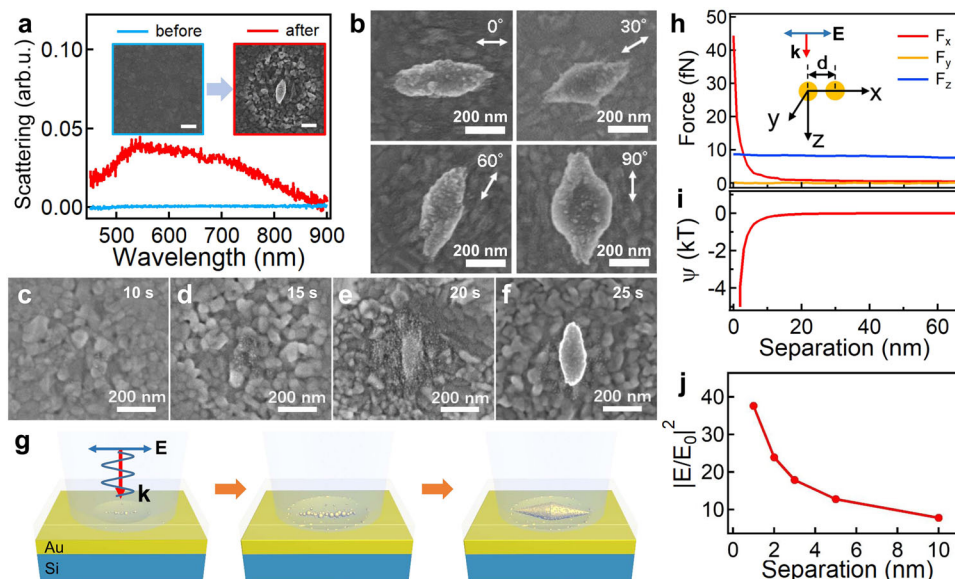 a
before
after
Scattering (arb.u.)
0.10
0.05
0.00
500
600
700
800
900
Wavelength (nm)
b
0°
200 nm
30°
200 nm
60°
200 nm
90°
200 nm
c
10 s
200 nm
d
15 s
200 nm
e
20 s
200 nm
f
25 s
200 nm
g
E
k
Au
Si
h
Force (fN)
50
40
30
20
10
0
E
k
d
x
y
z
Fx
Fy
Fz
i
ψ (kT)
0
-2
-4
0
20
40
60
Separation (nm)
j
|E/E₀|²
40
30
20
10
0
2
4
6
8
10
Separation (nm)